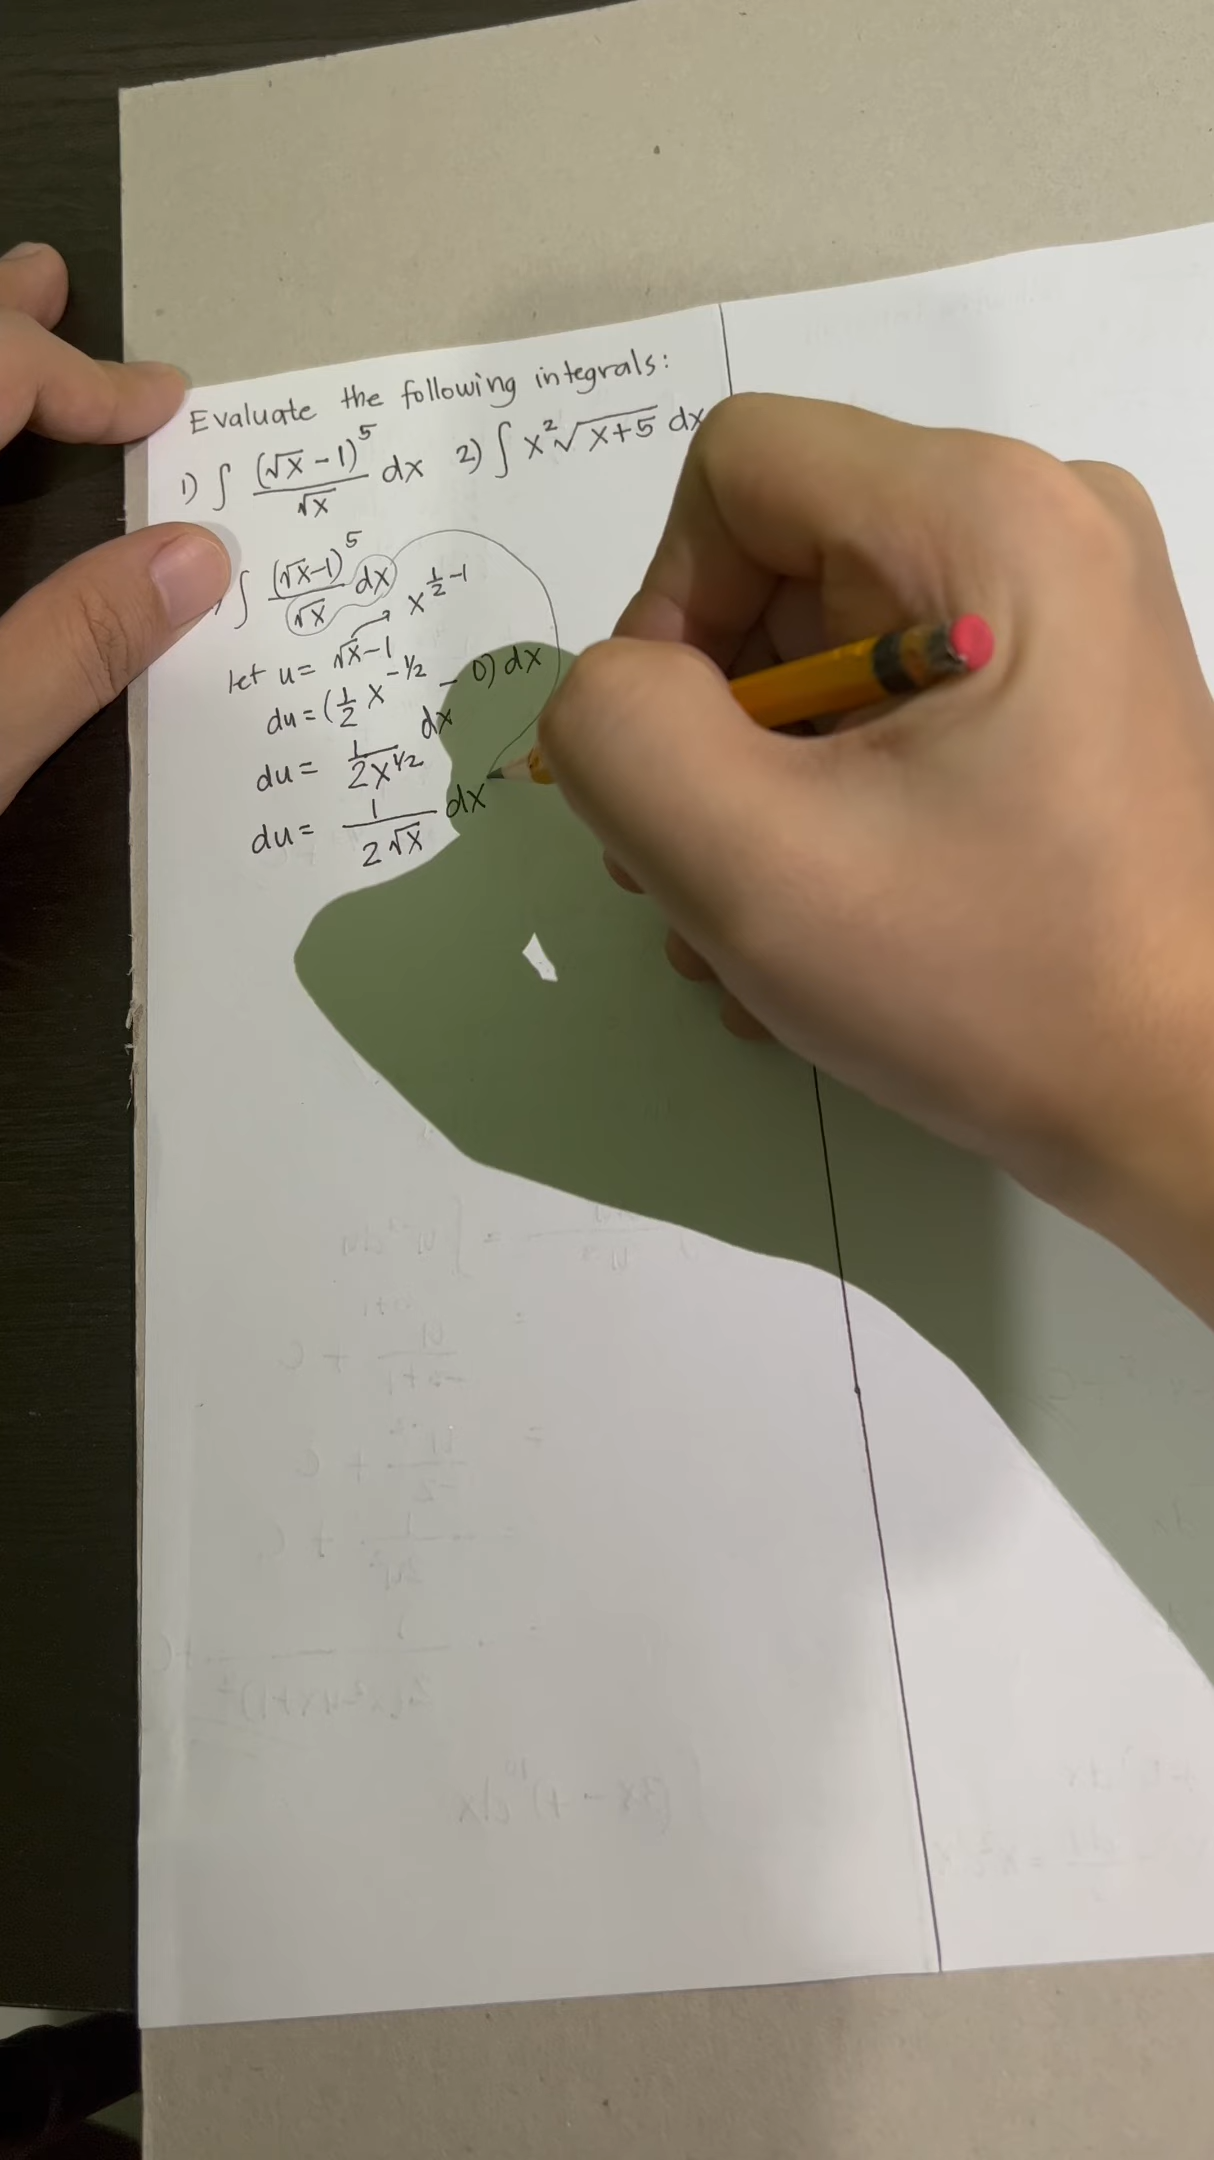 Evaluate the following integrals:
1) ∫ (√x - 1)^5 / √x dx 2) ∫ x^2 √x+5 dx
∫ (√x-1)^5 / √x dx
x^(1/2 - 1)
let u = √x - 1
du = (1/2 x^(-1/2) - 0) dx
du = 1 / 2x^(1/2) dx
du = 1 / 2√x dx